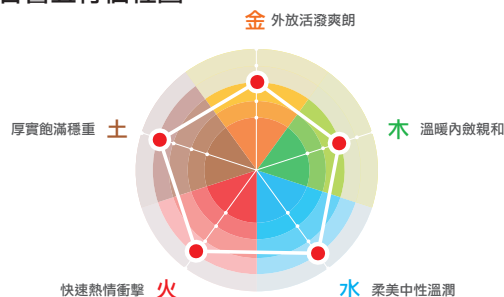 金 外放活潑爽朗
厚實飽滿穩重 土
木 溫暖內斂親和
快速熱情衝擊 火
水 柔美中性溫潤